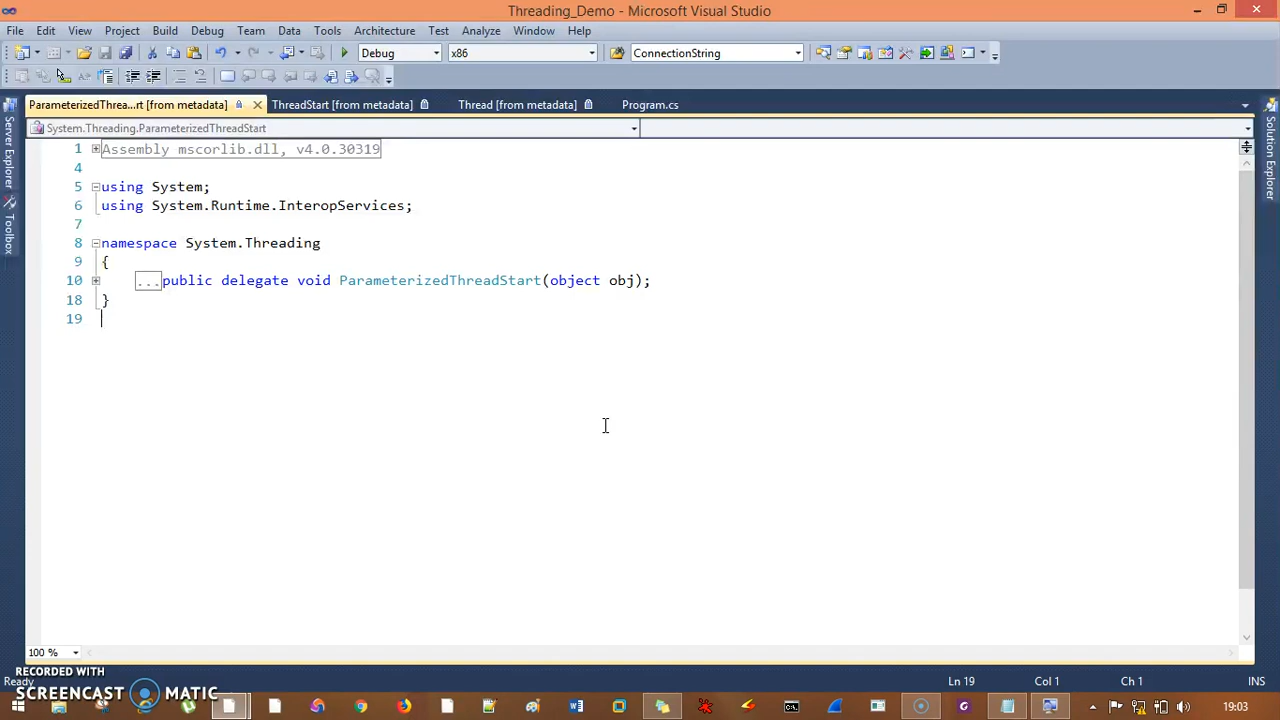 Threading_Demo - Microsoft Visual Studio
File Edit View Project Build Debug Team Data Tools Architecture Test Analyze Window Help
Debug x86 ConnectionString
ParameterizedThrea...rt [from metadata] ThreadStart [from metadata] Thread [from metadata] Program.cs
System.Threading.ParameterizedThreadStart
Server Explorer
Toolbox
Solution Explorer
1 Assembly mscorlib.dll, v4.0.30319
4
5 using System;
6 using System.Runtime.InteropServices;
7
8 namespace System.Threading
9 {
10 ...public delegate void ParameterizedThreadStart(object obj);
18 }
19
100 %
RECORDED WITH
SCREENCAST MATIC
Ready Ln 19 Col 1 Ch 1 INS
19:03